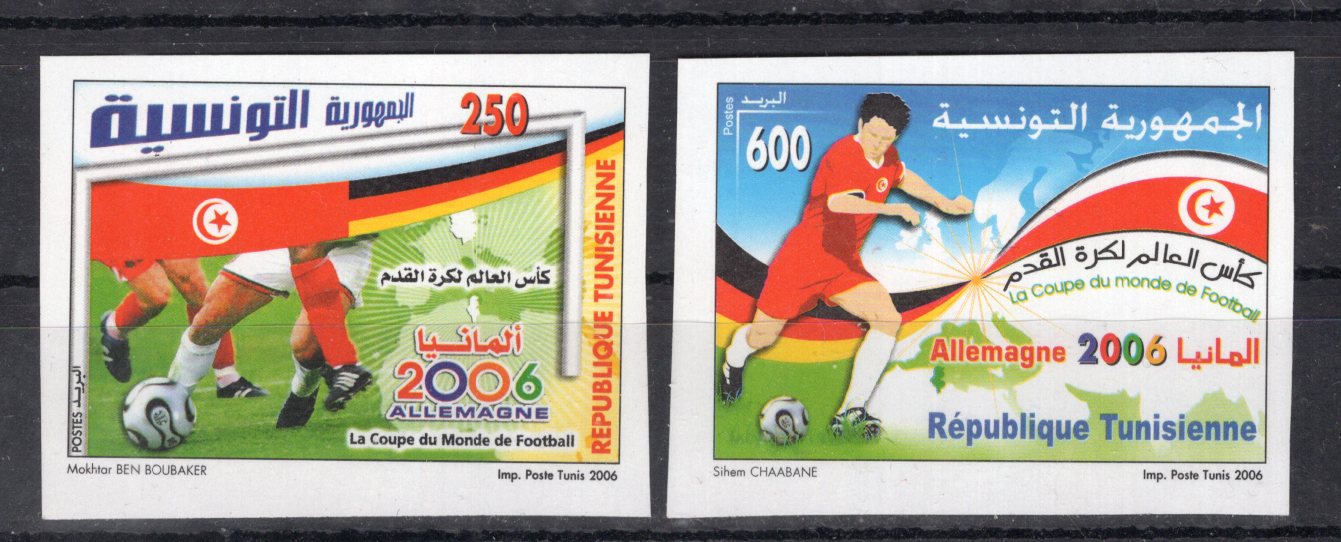 الجمهورية التونسية
250
REPUBLIQUE TUNISIENNE
كأس العالم لكرة القدم
ألمانيا
2006
ALLEMAGNE
La Coupe du Monde de Football
POSTES البريد
Mokhtar BEN BOUBAKER
Imp. Poste Tunis 2006
Postes
البريد
600
الجمهورية التونسية
كأس العالم لكرة القدم
La Coupe du monde de Football
Allemagne 2006 المانيا
République Tunisienne
Sihem CHAABANE
Imp. Poste Tunis 2006